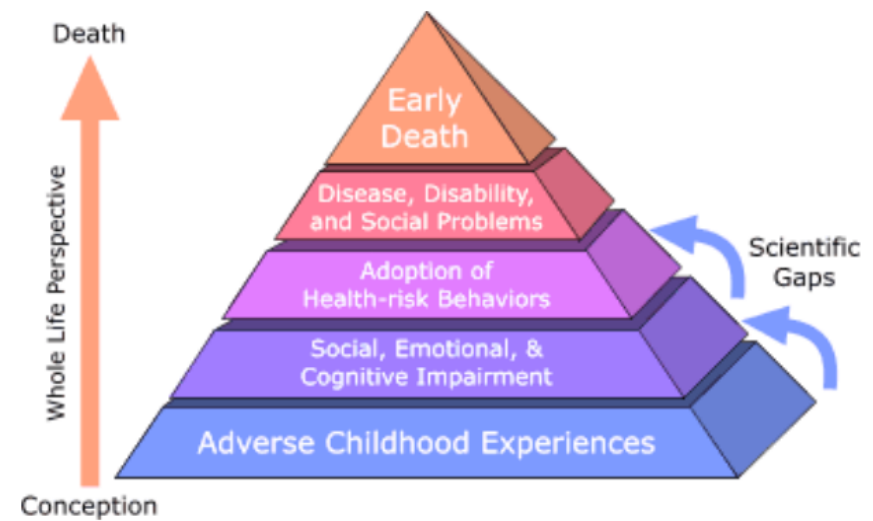 Death
Early
Death
Disease, Disability,
and Social Problems
Adoption of
Health-risk Behaviors
Social, Emotional, &
Cognitive Impairment
Adverse Childhood Experiences
Whole Life Perspective
Scientific
Gaps
Conception